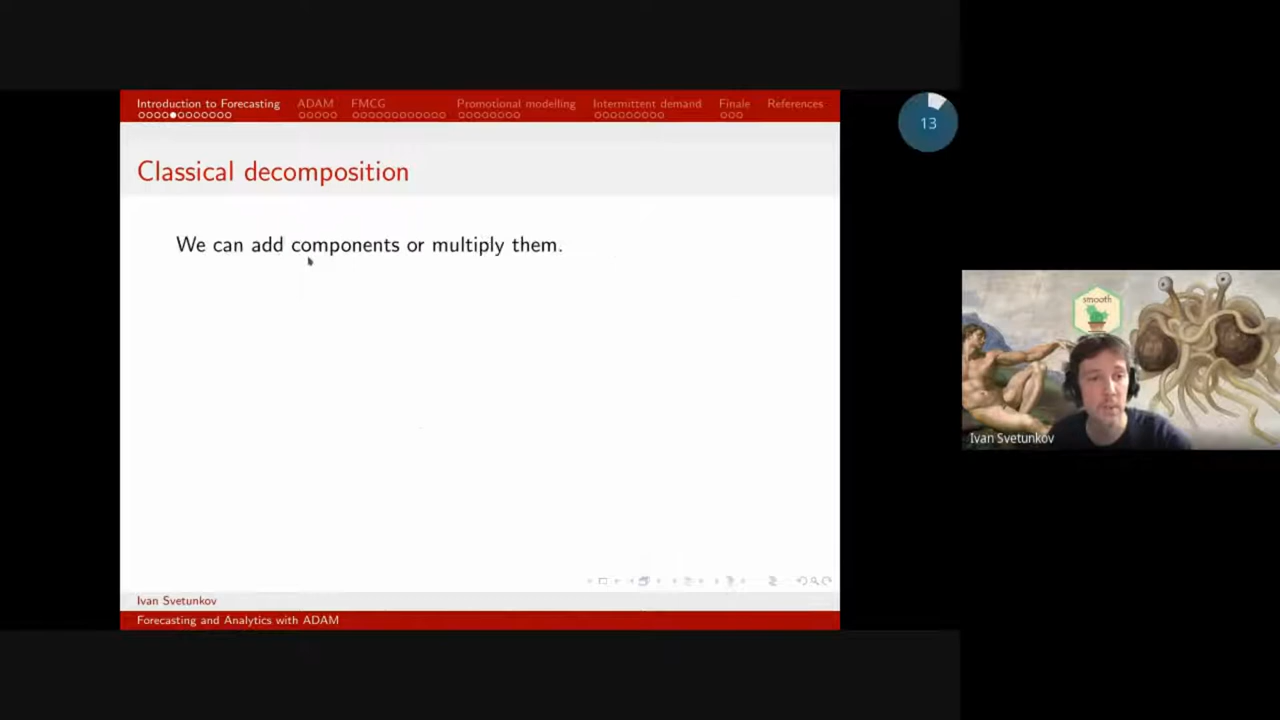 Introduction to Forecasting ADAM FMCG Promotional modelling Intermittent demand Finale References
13
Classical decomposition
We can add components or multiply them.
smooth
Ivan Svetunkov
Ivan Svetunkov
Forecasting and Analytics with ADAM